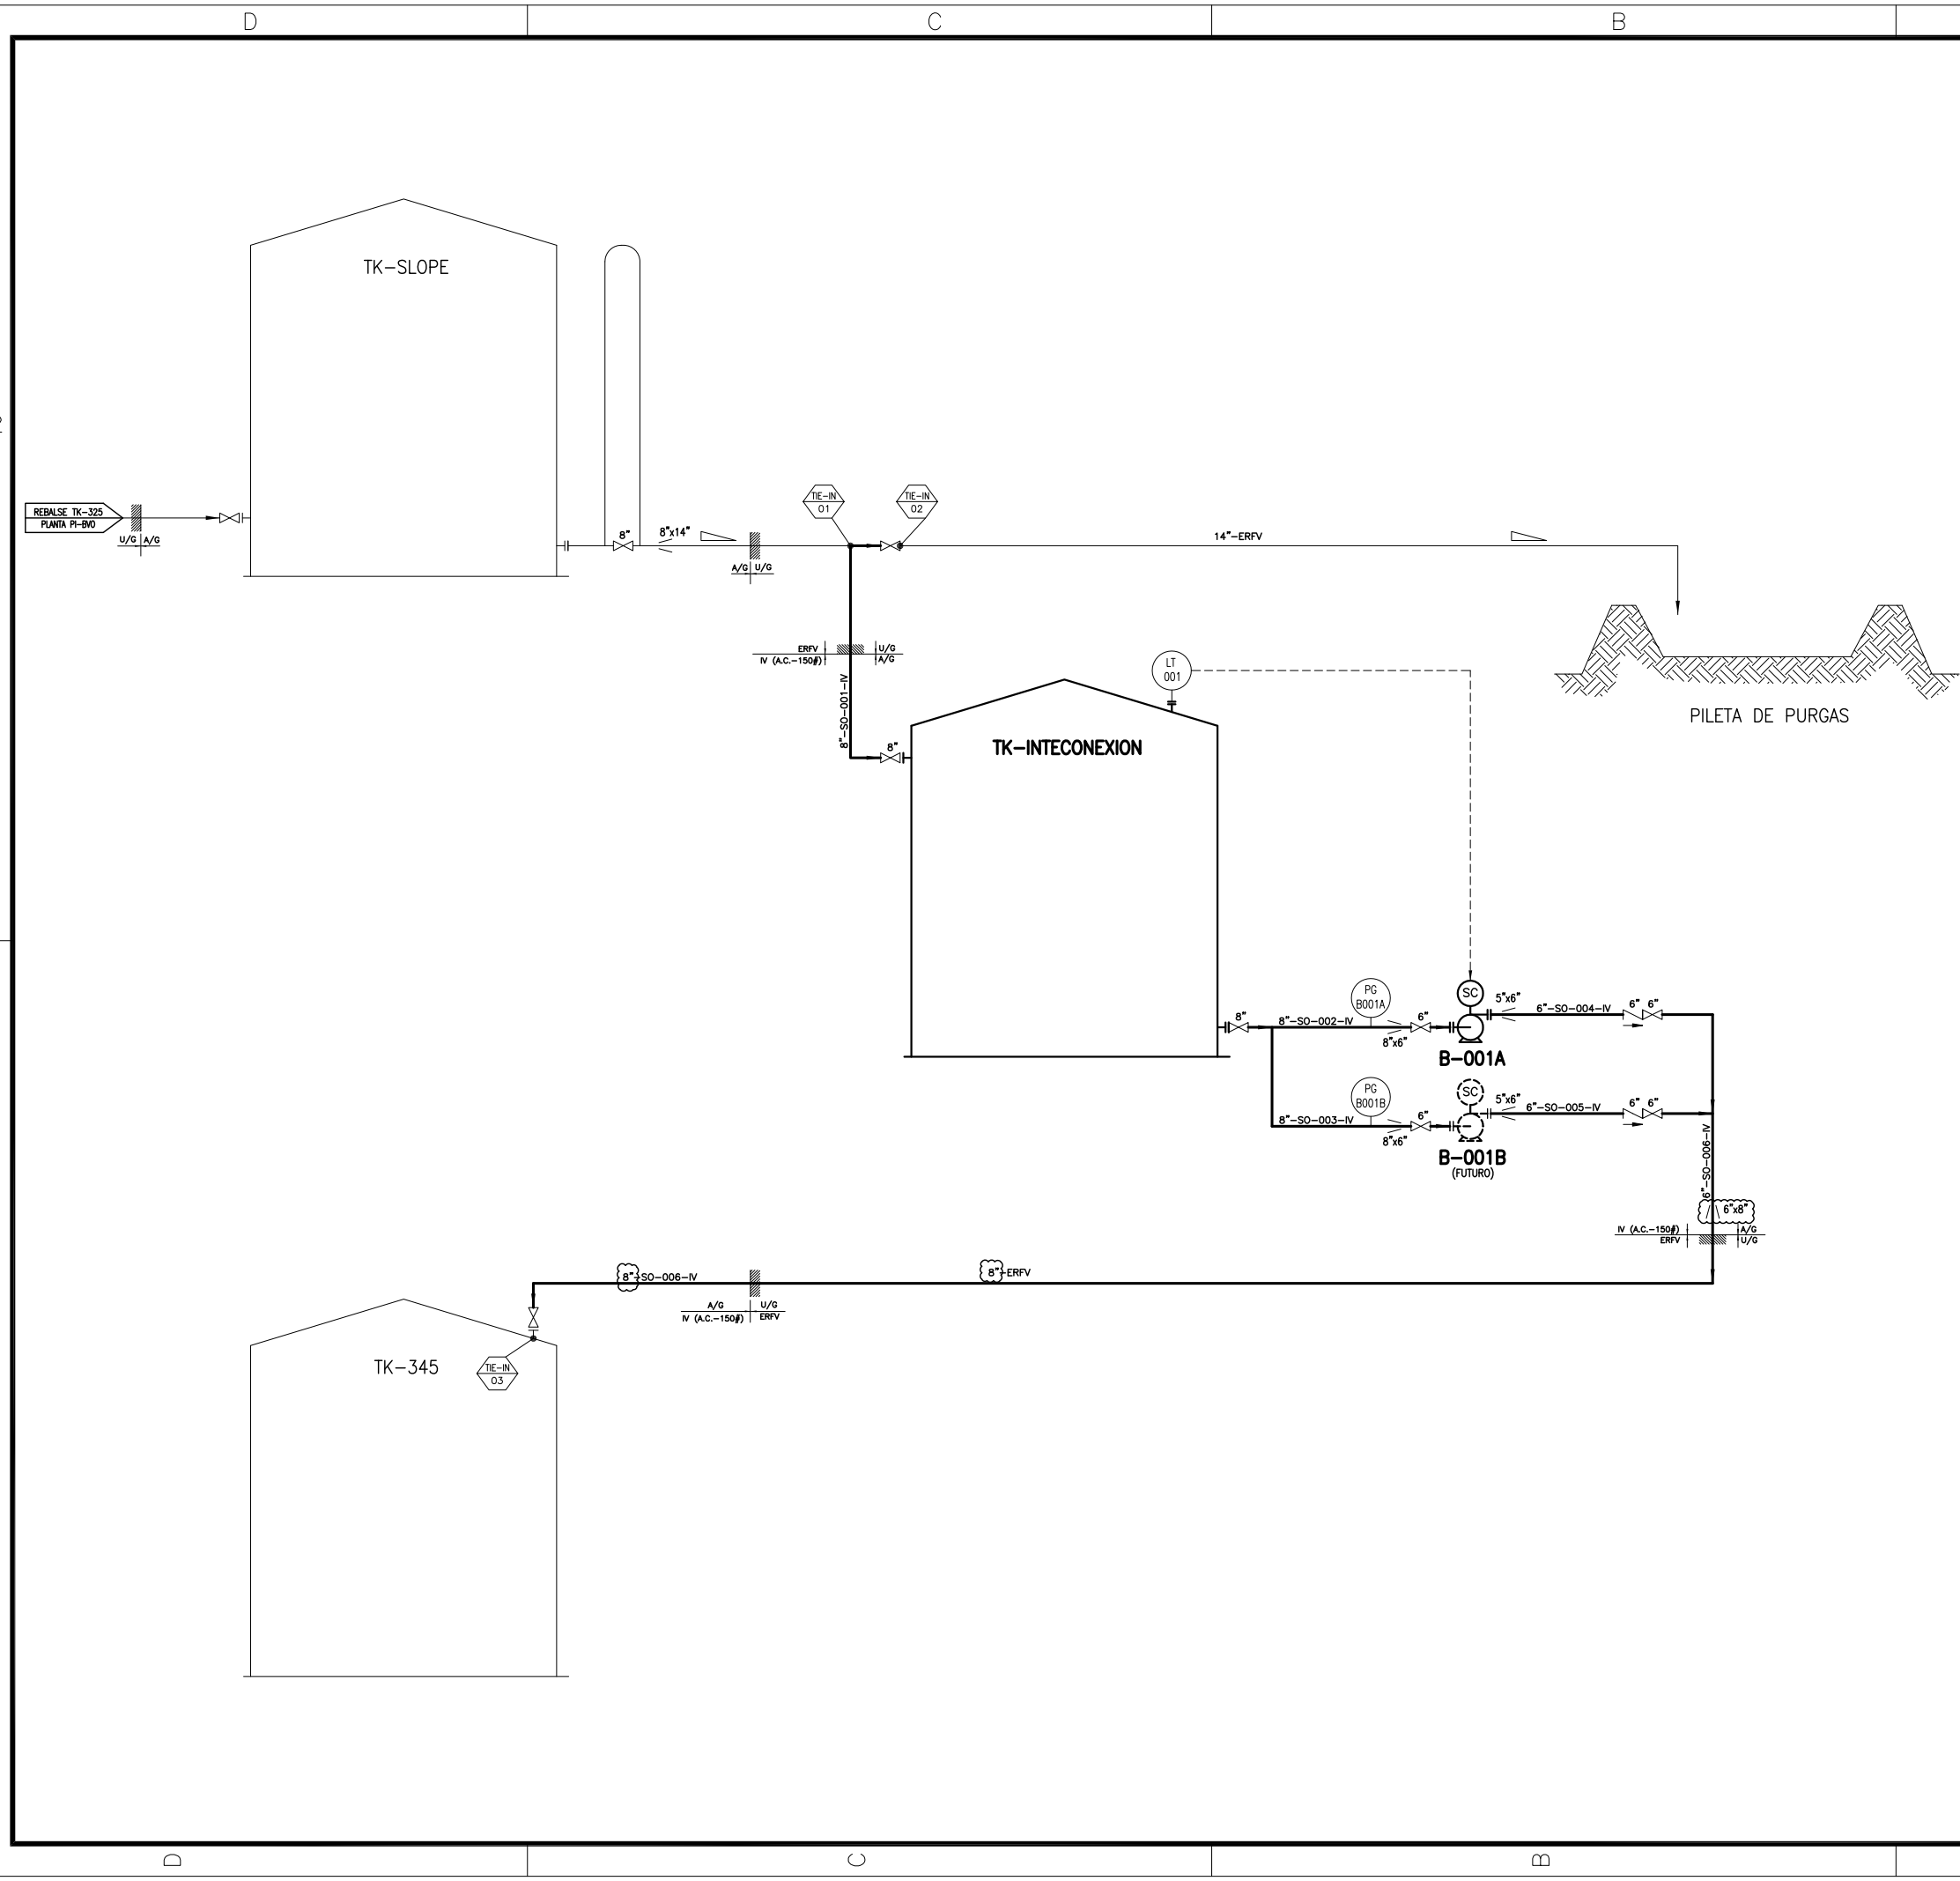 D
C
B
TK-SLOPE
REBALSE TK-325
PLANTA PI-BVO
U/G A/G
8"
8"x14"
A/G U/G
TIE-IN
01
TIE-IN
02
14"-ERFV
ERFV
IV (A.C.-150#)
U/G
A/G
8"-SO-001-IV
8"
LT
001
TK-INTECONEXION
PILETA DE PURGAS
8"
8"-SO-002-IV
PG
B001A
8"x6"
6"
SC
5"x6"
6"-SO-004-IV
6" 6"
B-001A
8"-SO-003-IV
PG
B001B
8"x6"
6"
SC
5"x6"
6"-SO-005-IV
6" 6"
B-001B
(FUTURO)
6"-SO-006-IV
6"x8"
IV (A.C.-150#)
ERFV
A/G
U/G
8"-SO-006-IV
8"-ERFV
A/G U/G
IV (A.C.-150#) ERFV
TK-345
TIE-IN
03
D
C
B